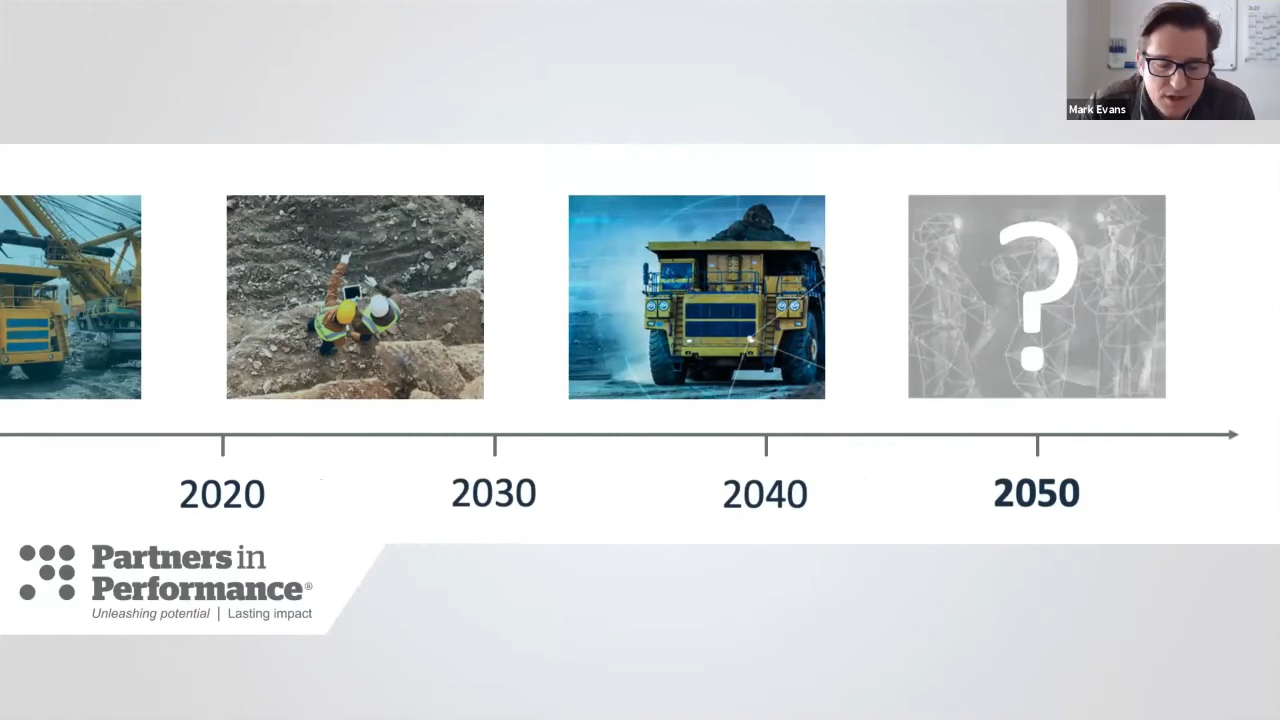 Mark Evans
?
2020 2030 2040 2050
Partners in
Performance®
Unleashing potential | Lasting impact